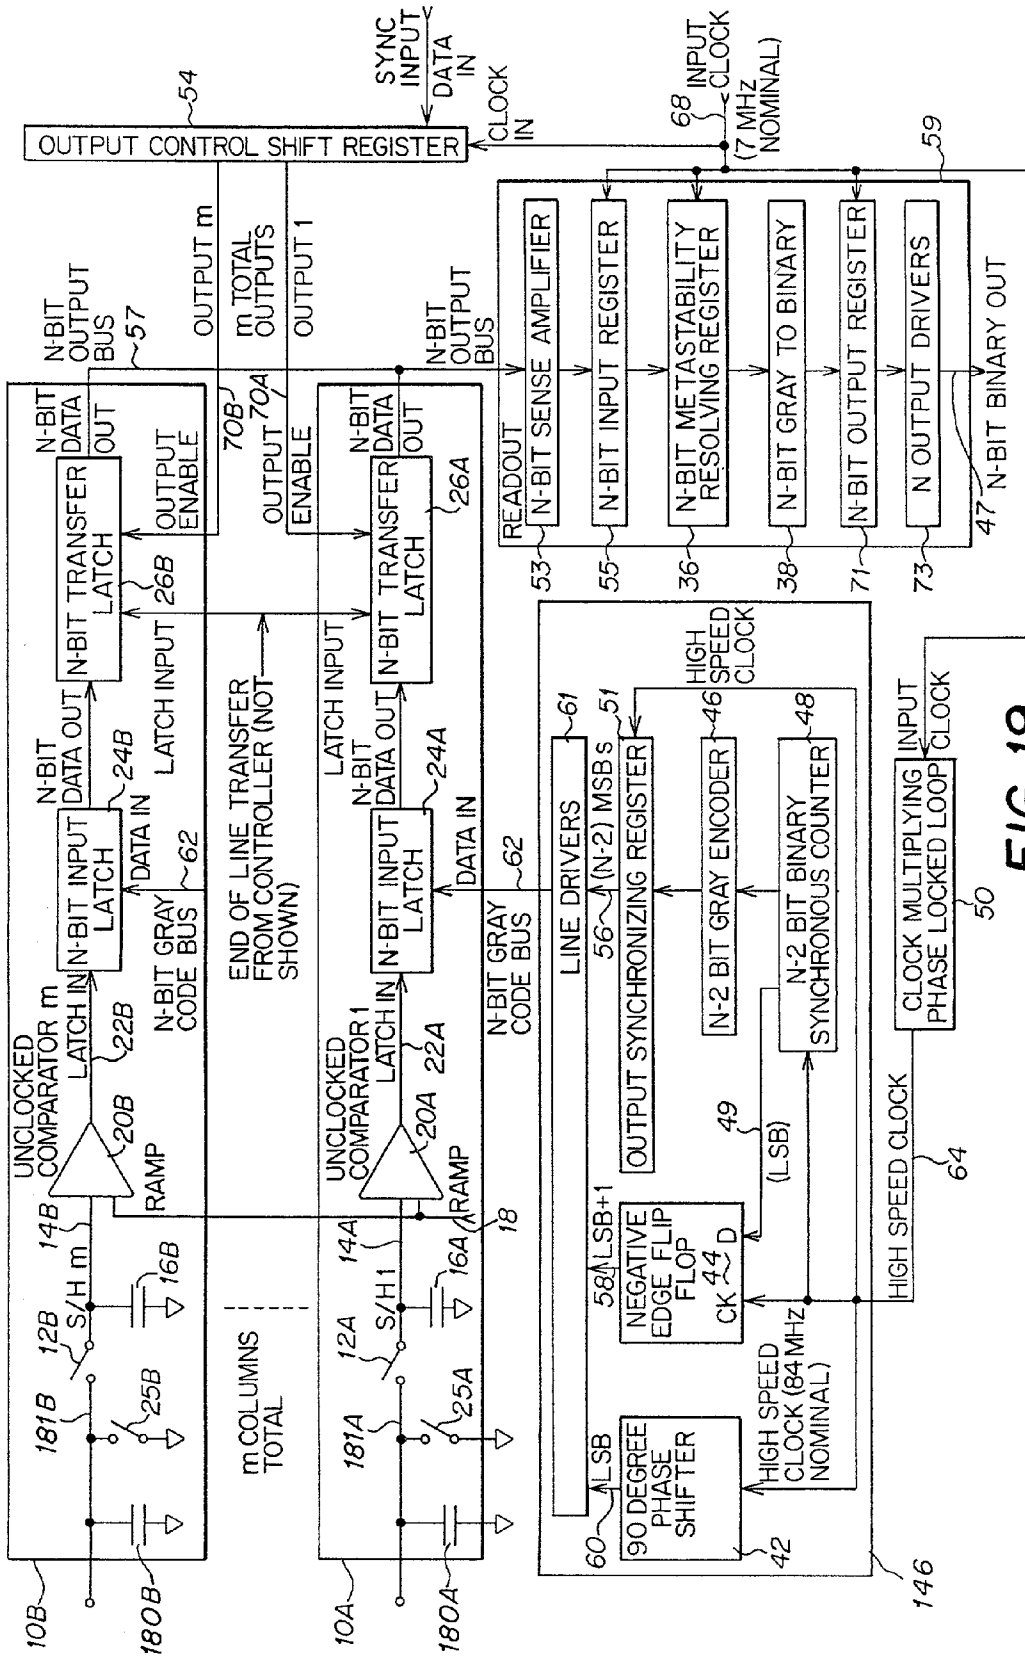 10B
180B
181B
25B
12B
S/H m
16B
14B
UNCLOCKED
COMPARATOR m
20B
RAMP
LATCH IN
22B
N-BIT INPUT
LATCH
24B
DATA IN
62
N-BIT GRAY
CODE BUS
N-BIT
DATA OUT
N-BIT TRANSFER
LATCH
26B
LATCH INPUT
OUTPUT
ENABLE
N-BIT
DATA
OUT
N-BIT
OUTPUT
BUS
57
70B
m COLUMNS
TOTAL
END OF LINE TRANSFER
FROM CONTROLLER (NOT
SHOWN)
OUTPUT m
m TOTAL
OUTPUTS
OUTPUT 1
OUTPUT CONTROL SHIFT REGISTER
54
SYNC
INPUT
DATA
IN
CLOCK
IN
68
INPUT
CLOCK
(7 MHz
NOMINAL)
10A
180A
181A
25A
12A
S/H1
16A
14A
18
UNCLOCKED
COMPARATOR 1
20A
RAMP
LATCH IN
22A
N-BIT INPUT
LATCH
24A
DATA IN
62
N-BIT GRAY
CODE BUS
N-BIT
DATA OUT
LATCH INPUT
N-BIT TRANSFER
LATCH
26A
OUTPUT
ENABLE
70A
N-BIT
DATA
OUT
N-BIT
OUTPUT
BUS
READOUT
59
N-BIT SENSE AMPLIFIER
53
N-BIT INPUT REGISTER
55
N-BIT METASTABILITY
RESOLVING REGISTER
36
N-BIT GRAY TO BINARY
38
N-BIT OUTPUT REGISTER
71
N OUTPUT DRIVERS
73
47
N-BIT BINARY OUT
LINE DRIVERS
61
60
LSB
58
LSB+1
56
(N-2) MSBs
51
90 DEGREE
PHASE
SHIFTER
42
NEGATIVE
EDGE FLIP
FLOP
44
CK
D
OUTPUT SYNCHRONIZING REGISTER
HIGH
SPEED
CLOCK
N-2 BIT GRAY ENCODER
46
N-2 BIT BINARY
SYNCHRONOUS COUNTER
48
49
(LSB)
HIGH SPEED
CLOCK (84MHz
NOMINAL)
146
HIGH SPEED CLOCK
64
CLOCK MULTIPLYING
PHASE LOCKED LOOP
50
INPUT
CLOCK